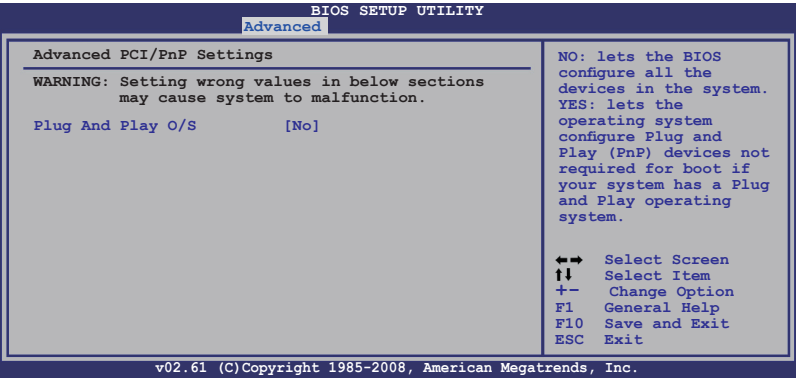 BIOS SETUP UTILITY
Advanced
Advanced PCI/PnP Settings
WARNING: Setting wrong values in below sections
may cause system to malfunction.
Plug And Play O/S [No]
NO: lets the BIOS
configure all the
devices in the system.
YES: lets the
operating system
configure Plug and
Play (PnP) devices not
required for boot if
your system has a Plug
and Play operating
system.
←→ Select Screen
↑↓ Select Item
+- Change Option
F1 General Help
F10 Save and Exit
ESC Exit
v02.61 (C)Copyright 1985-2008, American Megatrends, Inc.